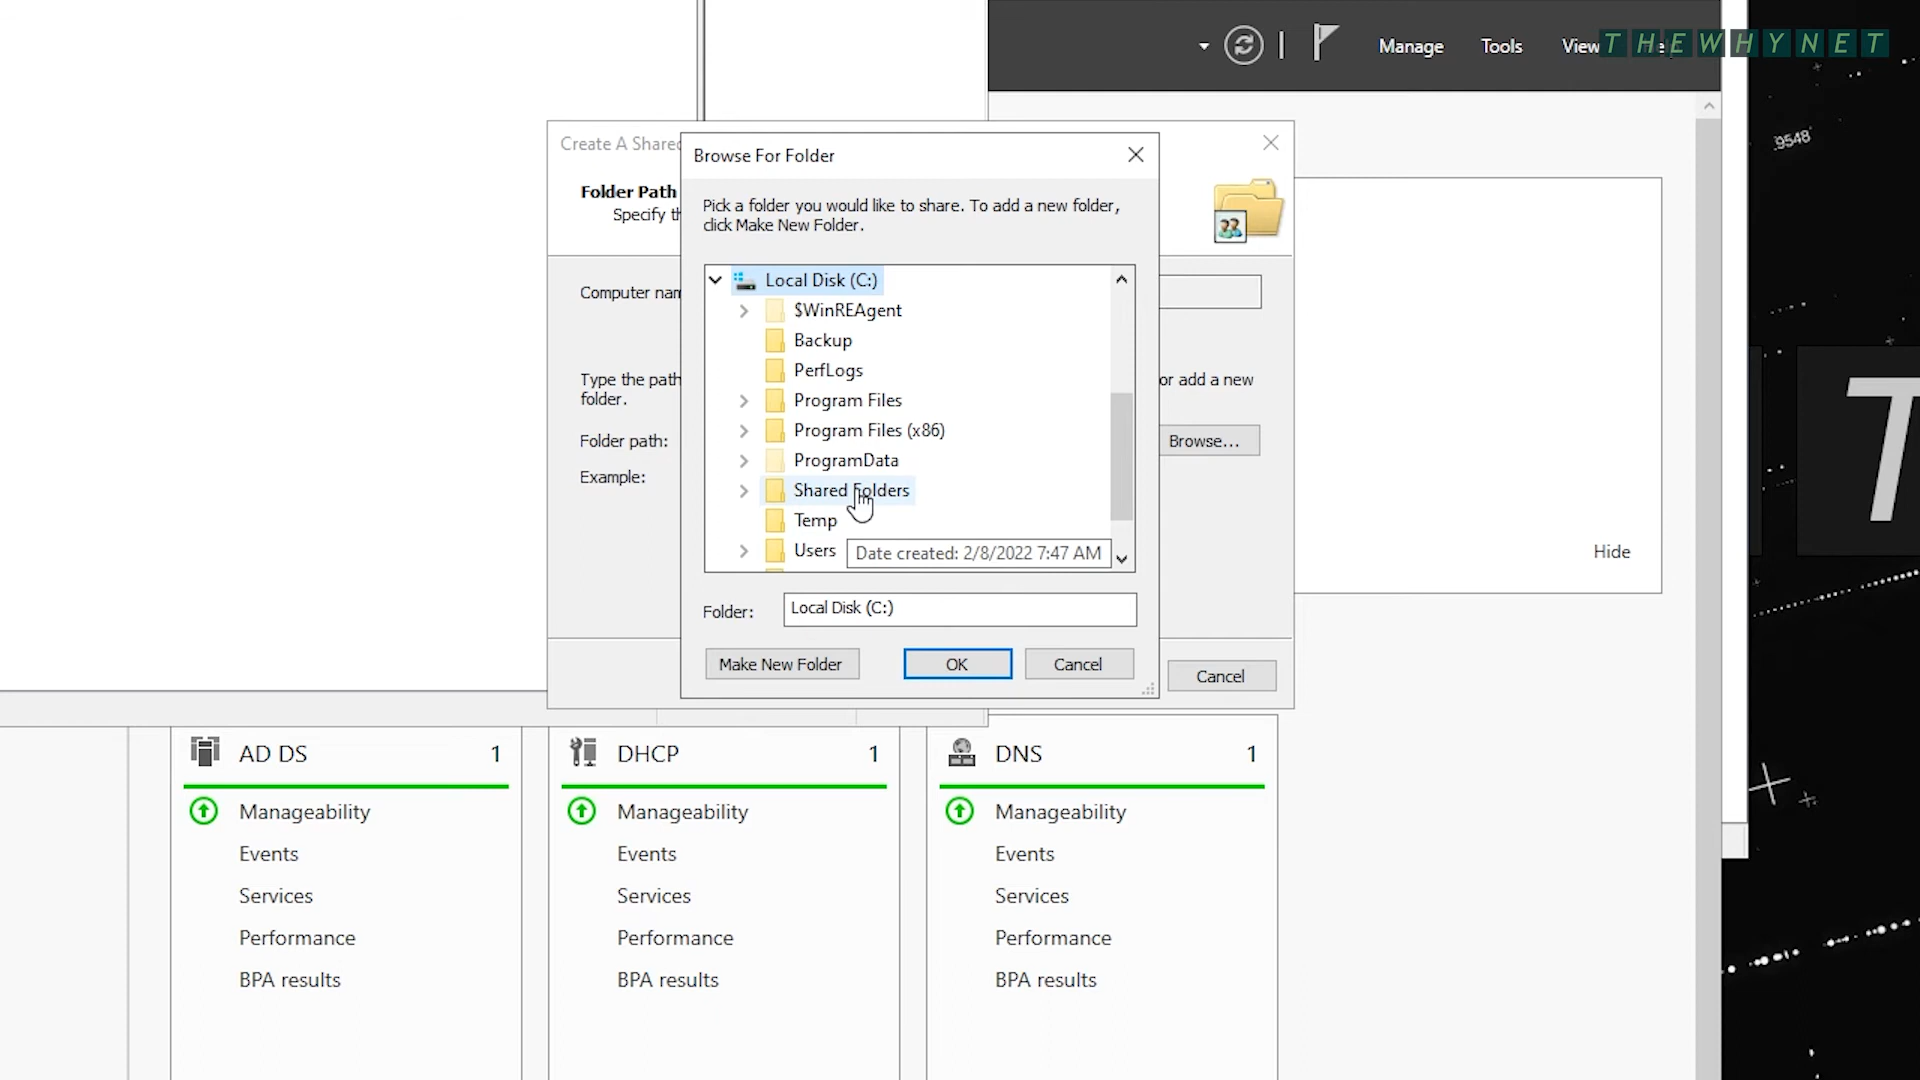 Manage
Tools
View
THEWHYNET
9548
Create A Shared
Browse For Folder
Folder Path
Specify th
Pick a folder you would like to share. To add a new folder,
click Make New Folder.
Local Disk (C:)
$WinREAgent
Computer nam
Backup
PerfLogs
Type the path
or add a new
folder.
Program Files
Program Files (x86)
Folder path:
Browse...
ProgramData
Example:
Shared Folders
Temp
Users
Date created: 2/8/2022 7:47 AM
Hide
Folder:
Local Disk (C:)
Make New Folder
OK
Cancel
Cancel
T
AD DS 1
Manageability
Events
Services
Performance
BPA results
DHCP 1
Manageability
Events
Services
Performance
BPA results
DNS 1
Manageability
Events
Services
Performance
BPA results